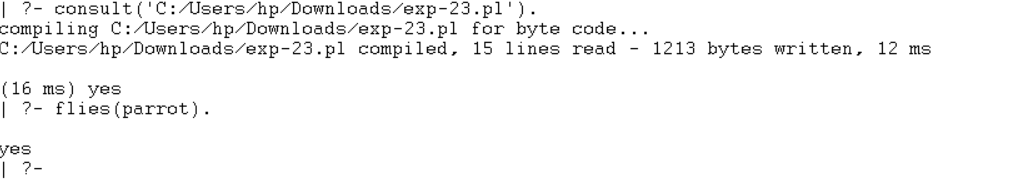 | ?- consult('C:/Users/hp/Downloads/exp-23.pl').
compiling C:/Users/hp/Downloads/exp-23.pl for byte code...
C:/Users/hp/Downloads/exp-23.pl compiled, 15 lines read - 1213 bytes written, 12 ms
(16 ms) yes
| ?- flies(parrot).
yes
| ?-